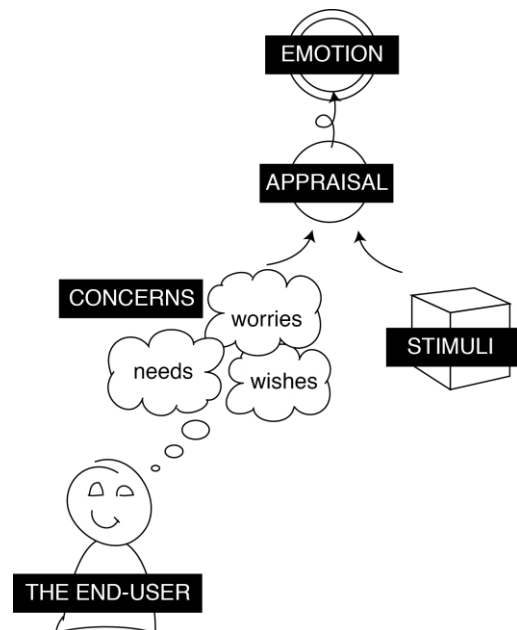 EMOTION
APPRAISAL
CONCERNS
worries
needs
wishes
STIMULI
THE END-USER